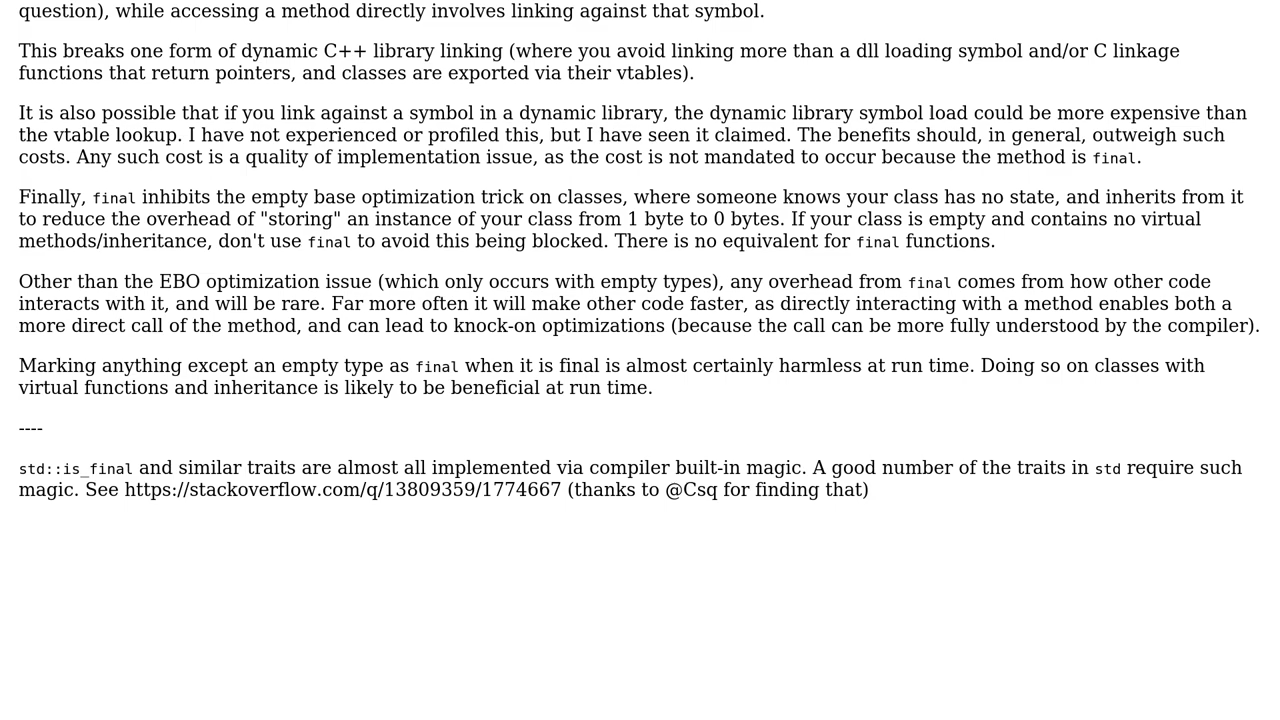 question), while accessing a method directly involves linking against that symbol.
This breaks one form of dynamic C++ library linking (where you avoid linking more than a dll loading symbol and/or C linkage
functions that return pointers, and classes are exported via their vtables).
It is also possible that if you link against a symbol in a dynamic library, the dynamic library symbol load could be more expensive than
the vtable lookup. I have not experienced or profiled this, but I have seen it claimed. The benefits should, in general, outweigh such
costs. Any such cost is a quality of implementation issue, as the cost is not mandated to occur because the method is final.
Finally, final inhibits the empty base optimization trick on classes, where someone knows your class has no state, and inherits from it
to reduce the overhead of "storing" an instance of your class from 1 byte to 0 bytes. If your class is empty and contains no virtual
methods/inheritance, don't use final to avoid this being blocked. There is no equivalent for final functions.
Other than the EBO optimization issue (which only occurs with empty types), any overhead from final comes from how other code
interacts with it, and will be rare. Far more often it will make other code faster, as directly interacting with a method enables both a
more direct call of the method, and can lead to knock-on optimizations (because the call can be more fully understood by the compiler).
Marking anything except an empty type as final when it is final is almost certainly harmless at run time. Doing so on classes with
virtual functions and inheritance is likely to be beneficial at run time.
----
std::is_final and similar traits are almost all implemented via compiler built-in magic. A good number of the traits in std require such
magic. See https://stackoverflow.com/q/13809359/1774667 (thanks to @Csq for finding that)